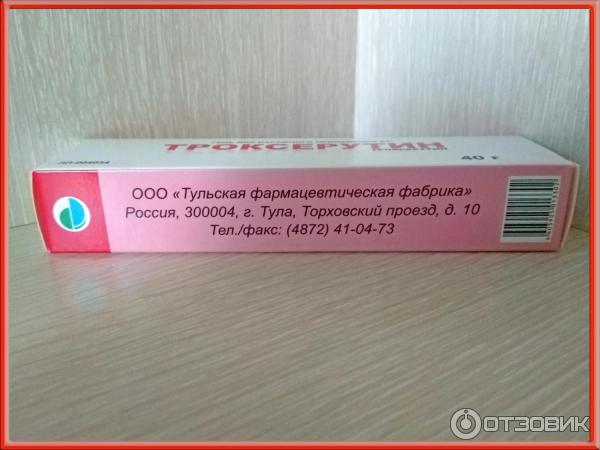 ТРОКСЕРУТИН
40 г
ООО «Тульская фармацевтическая фабрика»
Россия, 300004, г. Тула, Торховский проезд, д. 10
Тел./факс: (4872) 41-04-73
ОТЗОВИК